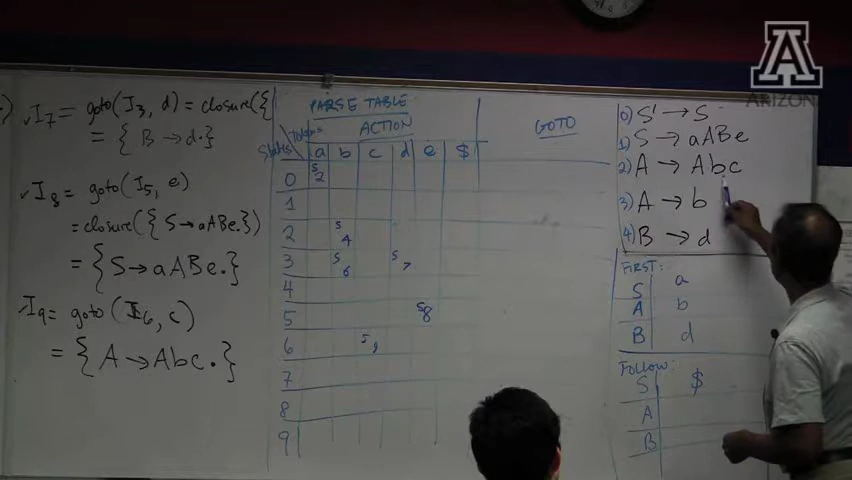 ✓I7 = goto(I3, d) = closure({
= { B → d.}
✓I8 = goto(I5, e)
= closure({ S → aABe.})
= { S → aABe.}
I9 = goto(I6, c)
= { A → Abc.}
PARSE TABLE
ACTION
GOTO
States
a b c d e $
0 S2
1
2 S4
3 S6 S7
4
5 S8
6 S9
7
8
9
0) S' → S
1) S → aABe
2) A → Abc
3) A → b
4) B → d
FIRST:
S a
A b
B d
Follow:
S $
A
B
A
ARIZON